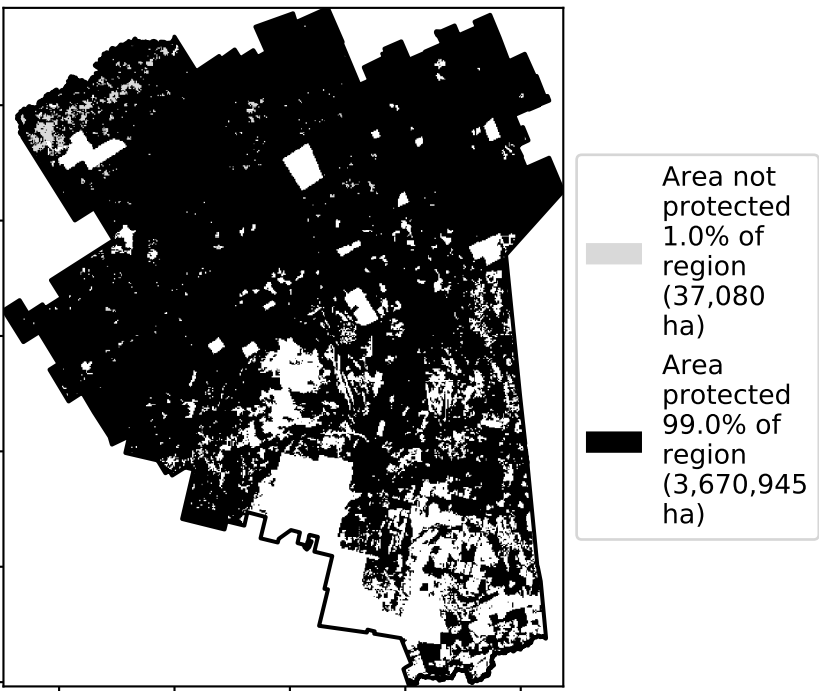 Area not
protected
1.0% of
region
(37,080
ha)
Area
protected
99.0% of
region
(3,670,945
ha)